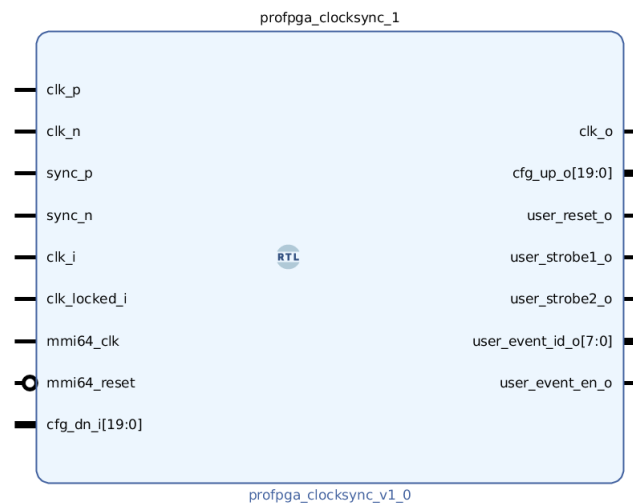 profpga_clocksync_1
clk_p
clk_n
clk_o
sync_p
cfg_up_o[19:0]
sync_n
user_reset_o
clk_i
RTL
user_strobe1_o
clk_locked_i
user_strobe2_o
mmi64_clk
user_event_id_o[7:0]
mmi64_reset
user_event_en_o
cfg_dn_i[19:0]
profpga_clocksync_v1_0